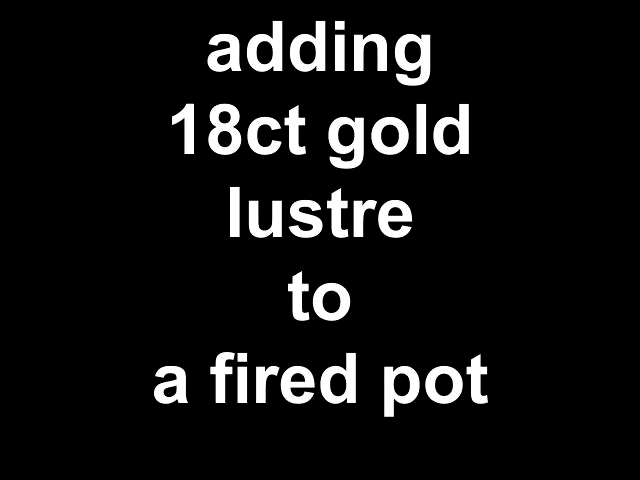 adding
18ct gold
lustre
to
a fired pot